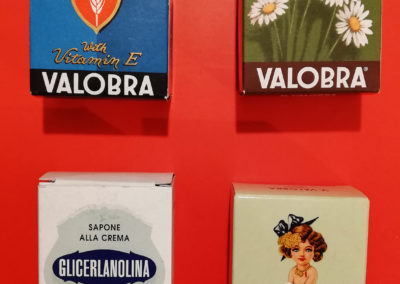 With
Vitamin E
VALOBRA
VALOBRA®
SAPONE
ALLA CREMA
GLICERLANOLINA